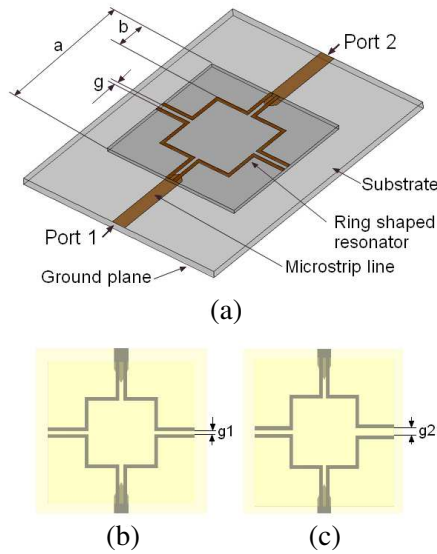 a
b
g
Port 2
Substrate
Ring shaped
resonator
Microstrip line
Port 1
Ground plane
(a)
g1
g2
(b)
(c)